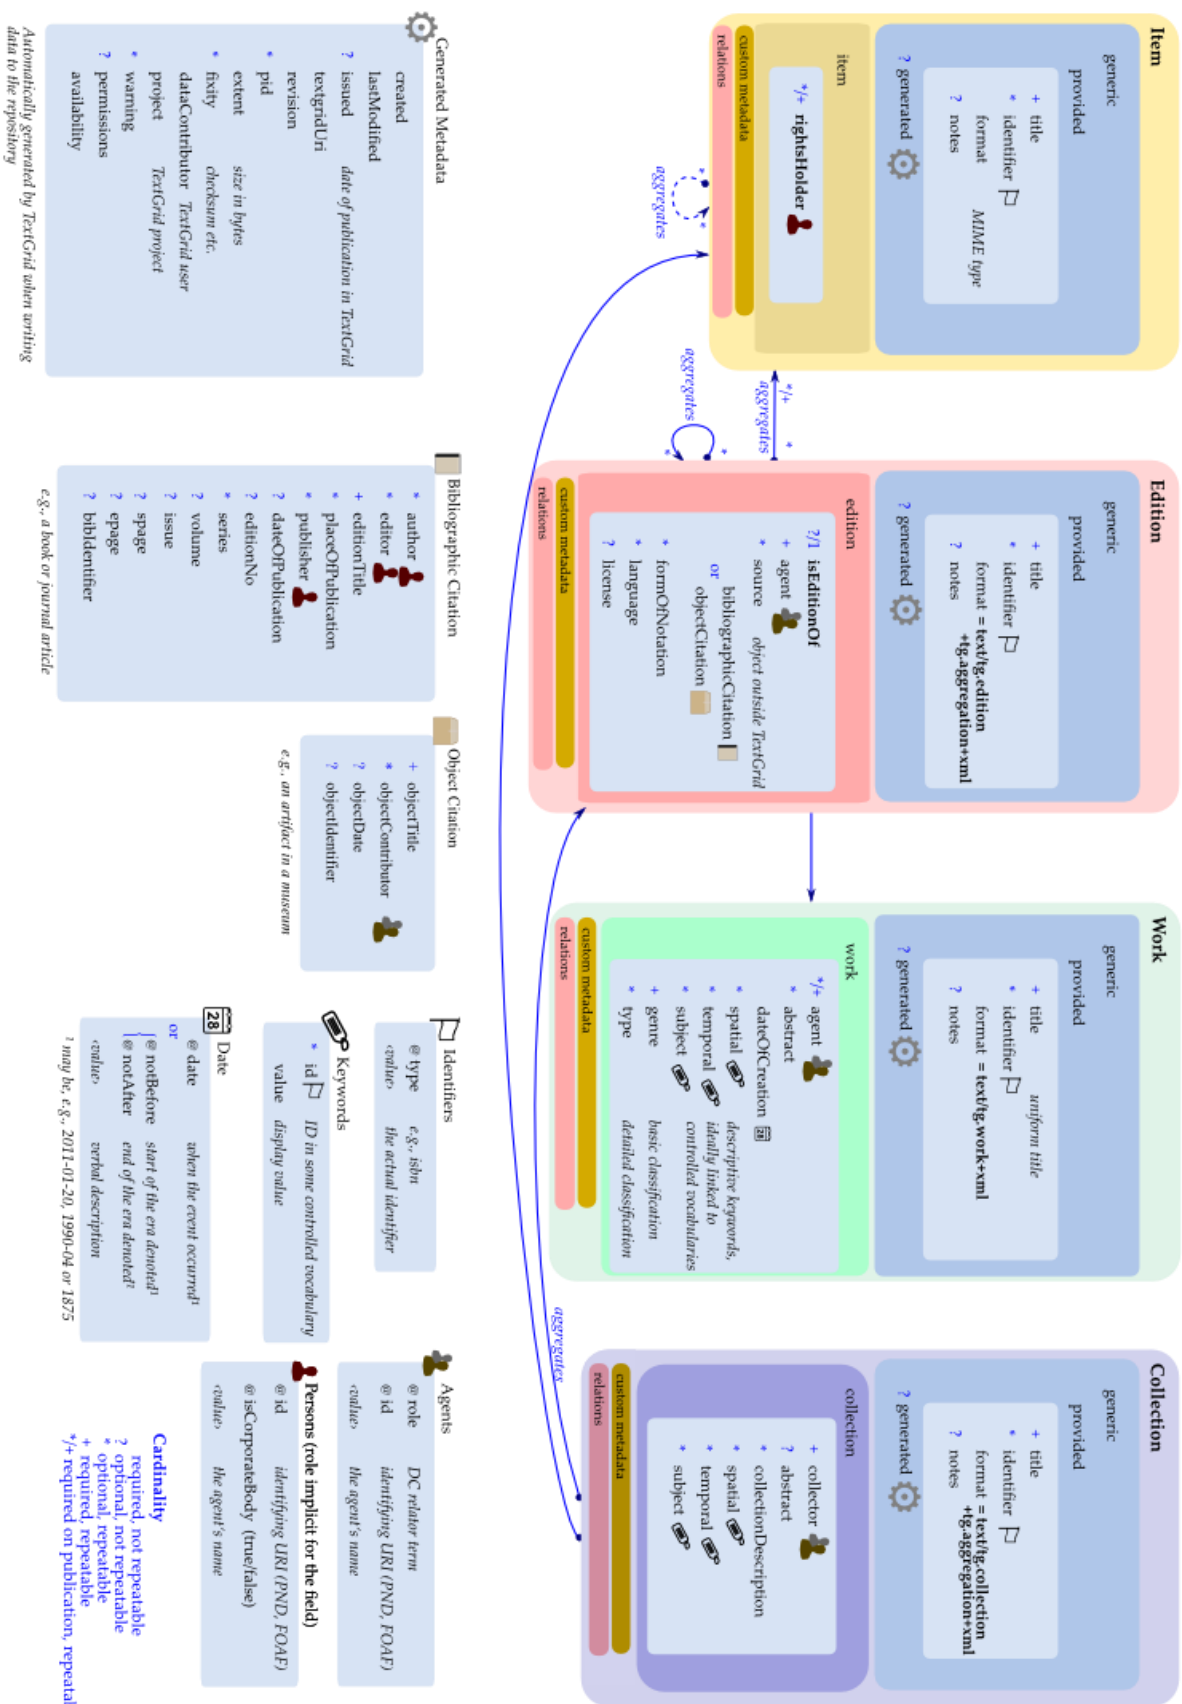 Item
generic
provided
+ title
* identifier
format MIME type
? notes
? generated
item
*/+ rightsHolder
custom metadata
relations
* *
aggregates
*/+ *
aggregates
* *
aggregates
Edition
generic
provided
+ title
* identifier
format = text/tg.edition
+tg.aggregation+xml
? notes
? generated
edition
?/1 isEditionOf
+ agent
* source object outside TextGrid
bibliographicCitation
or
objectCitation
* formOfNotation
* language
? license
custom metadata
relations
Work
generic
provided
+ title uniform title
* identifier
format = text/tg.work+xml
? notes
? generated
work
*/+ agent
* abstract
dateOfCreation 28
* spatial descriptive keywords,
* temporal ideally linked to
* subject controlled vocabularies
+ genre basic classification
* type detailed classification
custom metadata
relations
Collection
generic
provided
+ title
* identifier
format = text/tg.collection
+tg.aggregation+xml
? notes
? generated
collection
+ collector
? abstract
* collectionDescription
* spatial
* temporal
* subject
custom metadata
relations
aggregates
Generated Metadata
created
lastModified
? issued date of publication in TextGrid
textgridUri
revision
* pid
extent size in bytes
* fixity checksum etc.
dataContributor TextGrid user
project TextGrid project
* warning
? permissions
availability
Automatically generated by TextGrid when writing
data to the repository
Bibliographic Citation
* author
* editor
+ editionTitle
* placeOfPublication
* publisher
? dateOfPublication
? editionNo
* series
? volume
? issue
? spage
? epage
? bibIdentifier
e.g., a book or journal article
Object Citation
+ objectTitle
* objectContributor
? objectDate
? objectIdentifier
e.g., an artifact in a museum
Identifiers
@ type e.g., isbn
‹value› the actual identifier
Keywords
* id ID in some controlled vocabulary
value display value
28 Date
@ date when the event occurred¹
or
@ notBefore start of the era denoted¹
@ notAfter end of the era denoted¹
‹value› verbal description
¹ may be, e.g., 2011-01-20, 1990-04 or 1875
Agents
@ role DC relator term
@ id identifying URI (PND, FOAF)
‹value› the agent's name
Persons (role implicit for the field)
@ id identifying URI (PND, FOAF)
@ isCorporateBody (true/false)
‹value› the agent's name
Cardinality
required, not repeatable
? optional, not repeatable
* optional, repeatable
+ required, repeatable
*/+ required on publication, repeatal